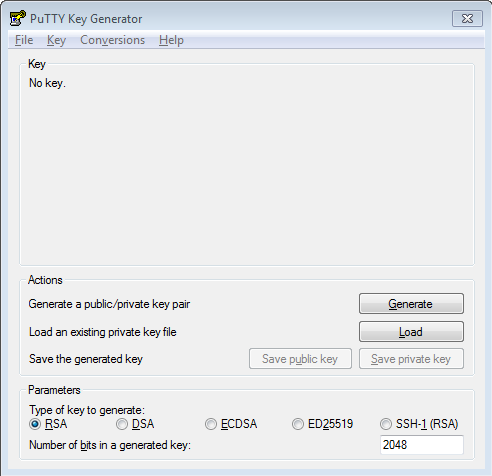 PuTTY Key Generator
File Key Conversions Help
Key
No key.
Actions
Generate a public/private key pair Generate
Load an existing private key file Load
Save the generated key Save public key Save private key
Parameters
Type of key to generate:
RSA DSA ECDSA ED25519 SSH-1 (RSA)
Number of bits in a generated key: 2048